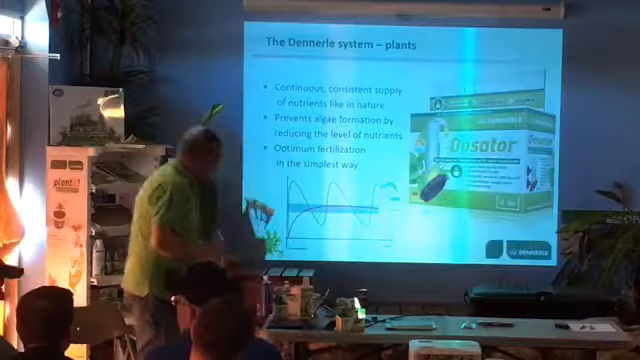 The Dennerle system – plants
• Continuous, consistent supply
of nutrients like in nature
• Prevents algae formation by
reducing the level of nutrients
• Optimum fertilization
in the simplest way
Dosator
DENNERLE
plant